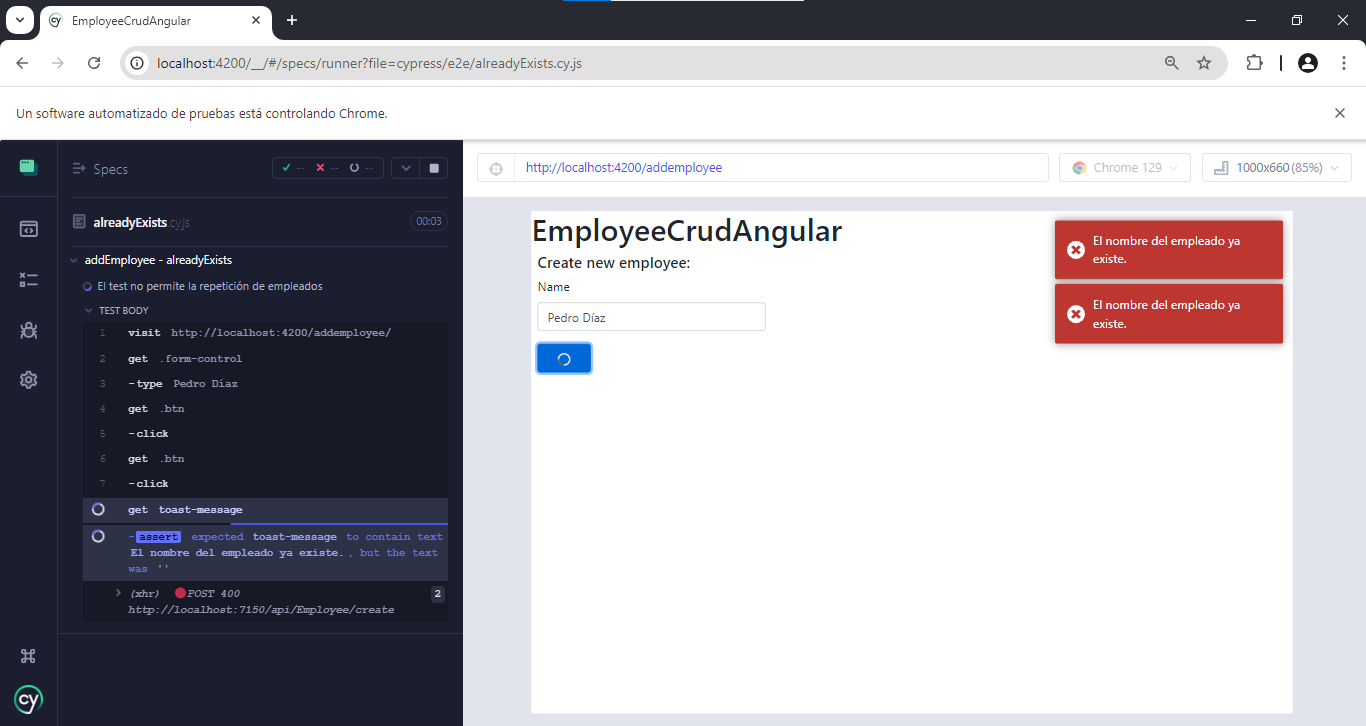 EmployeeCrudAngular
localhost:4200/__/#/specs/runner?file=cypress/e2e/alreadyExists.cy.js
Un software automatizado de pruebas está controlando Chrome.
Specs
--
--
--
alreadyExists.cy.js
00:03
addEmployee - alreadyExists
El test no permite la repetición de empleados
TEST BODY
1 visit http://localhost:4200/addemployee/
2 get .form-control
3 -type Pedro Díaz
4 get .btn
5 -click
6 get .btn
7 -click
get toast-message
-assert expected toast-message to contain text
El nombre del empleado ya existe. , but the text
was ''
(xhr) POST 400
2
http://localhost:7150/api/Employee/create
cy
http://localhost:4200/addemployee
Chrome 129
1000x660 (85%)
EmployeeCrudAngular
Create new employee:
Name
Pedro Díaz
El nombre del empleado ya
existe.
El nombre del empleado ya
existe.